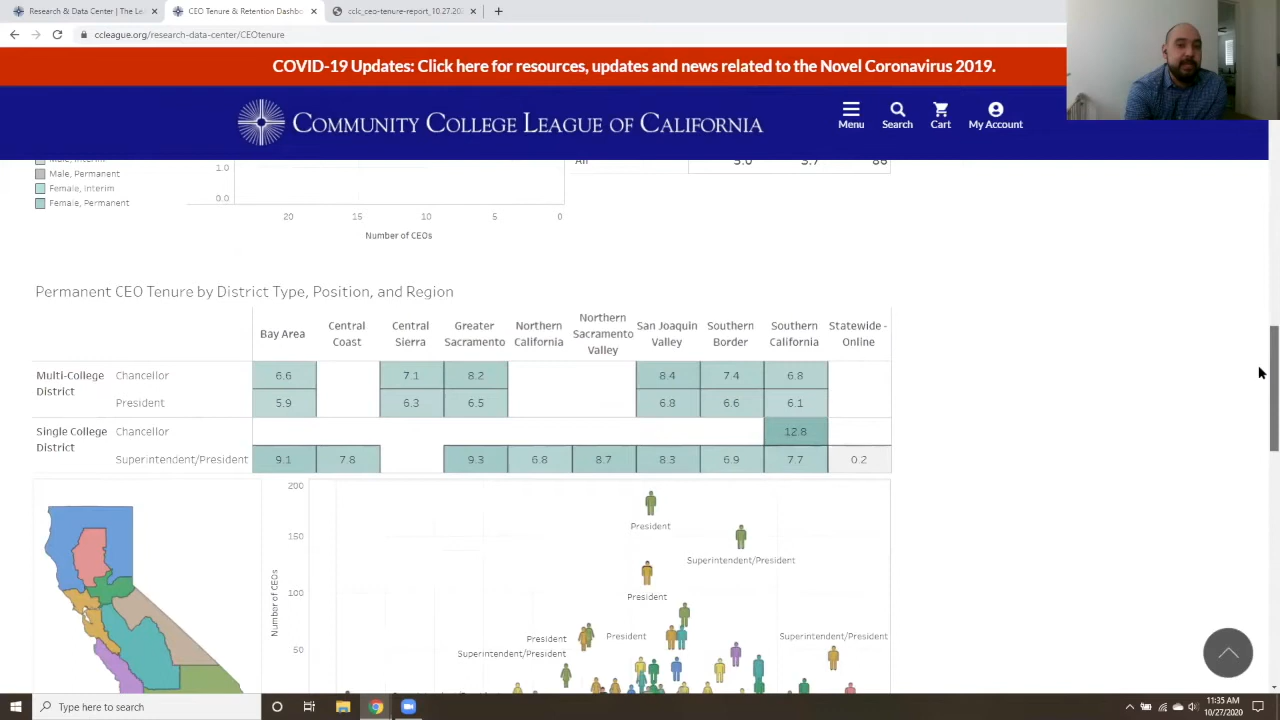 Research & Data Center | The Le
CEO Tenure & Retention Dashbo
cclc_ceo-tenure-report_10.27.202
ccleague.org/research-data-center/CEOtenure
COVID-19 Updates: Click here for resources, updates and news related to the Novel Coronavirus 2019.
COMMUNITY COLLEGE LEAGUE OF CALIFORNIA
Menu Search Cart My Account
Male, Interim
Male, Permanent
Female, Interim
Female, Permanent
1.0
0.0
20 15 10 5 0
Number of CEOs
All 5.0 3.7 86
Permanent CEO Tenure by District Type, Position, and Region
Bay Area Central Coast Central Sierra Greater Sacramento Northern California Northern Sacramento Valley San Joaquin Valley Southern Border Southern California Statewide - Online
Multi-College District Chancellor 6.6 7.1 8.2 8.4 7.4 6.8
President 5.9 6.3 6.5 6.8 6.6 6.1
Single College District Chancellor 12.8
Superintendent/President 9.1 7.8 9.3 6.8 8.7 8.3 6.9 7.7 0.2
200
150
100
50
Number of CEOs
President
Superintendent/President
President
President
President
Superintendent/President
Superintendent/President
Type here to search
11:35 AM
10/27/2020